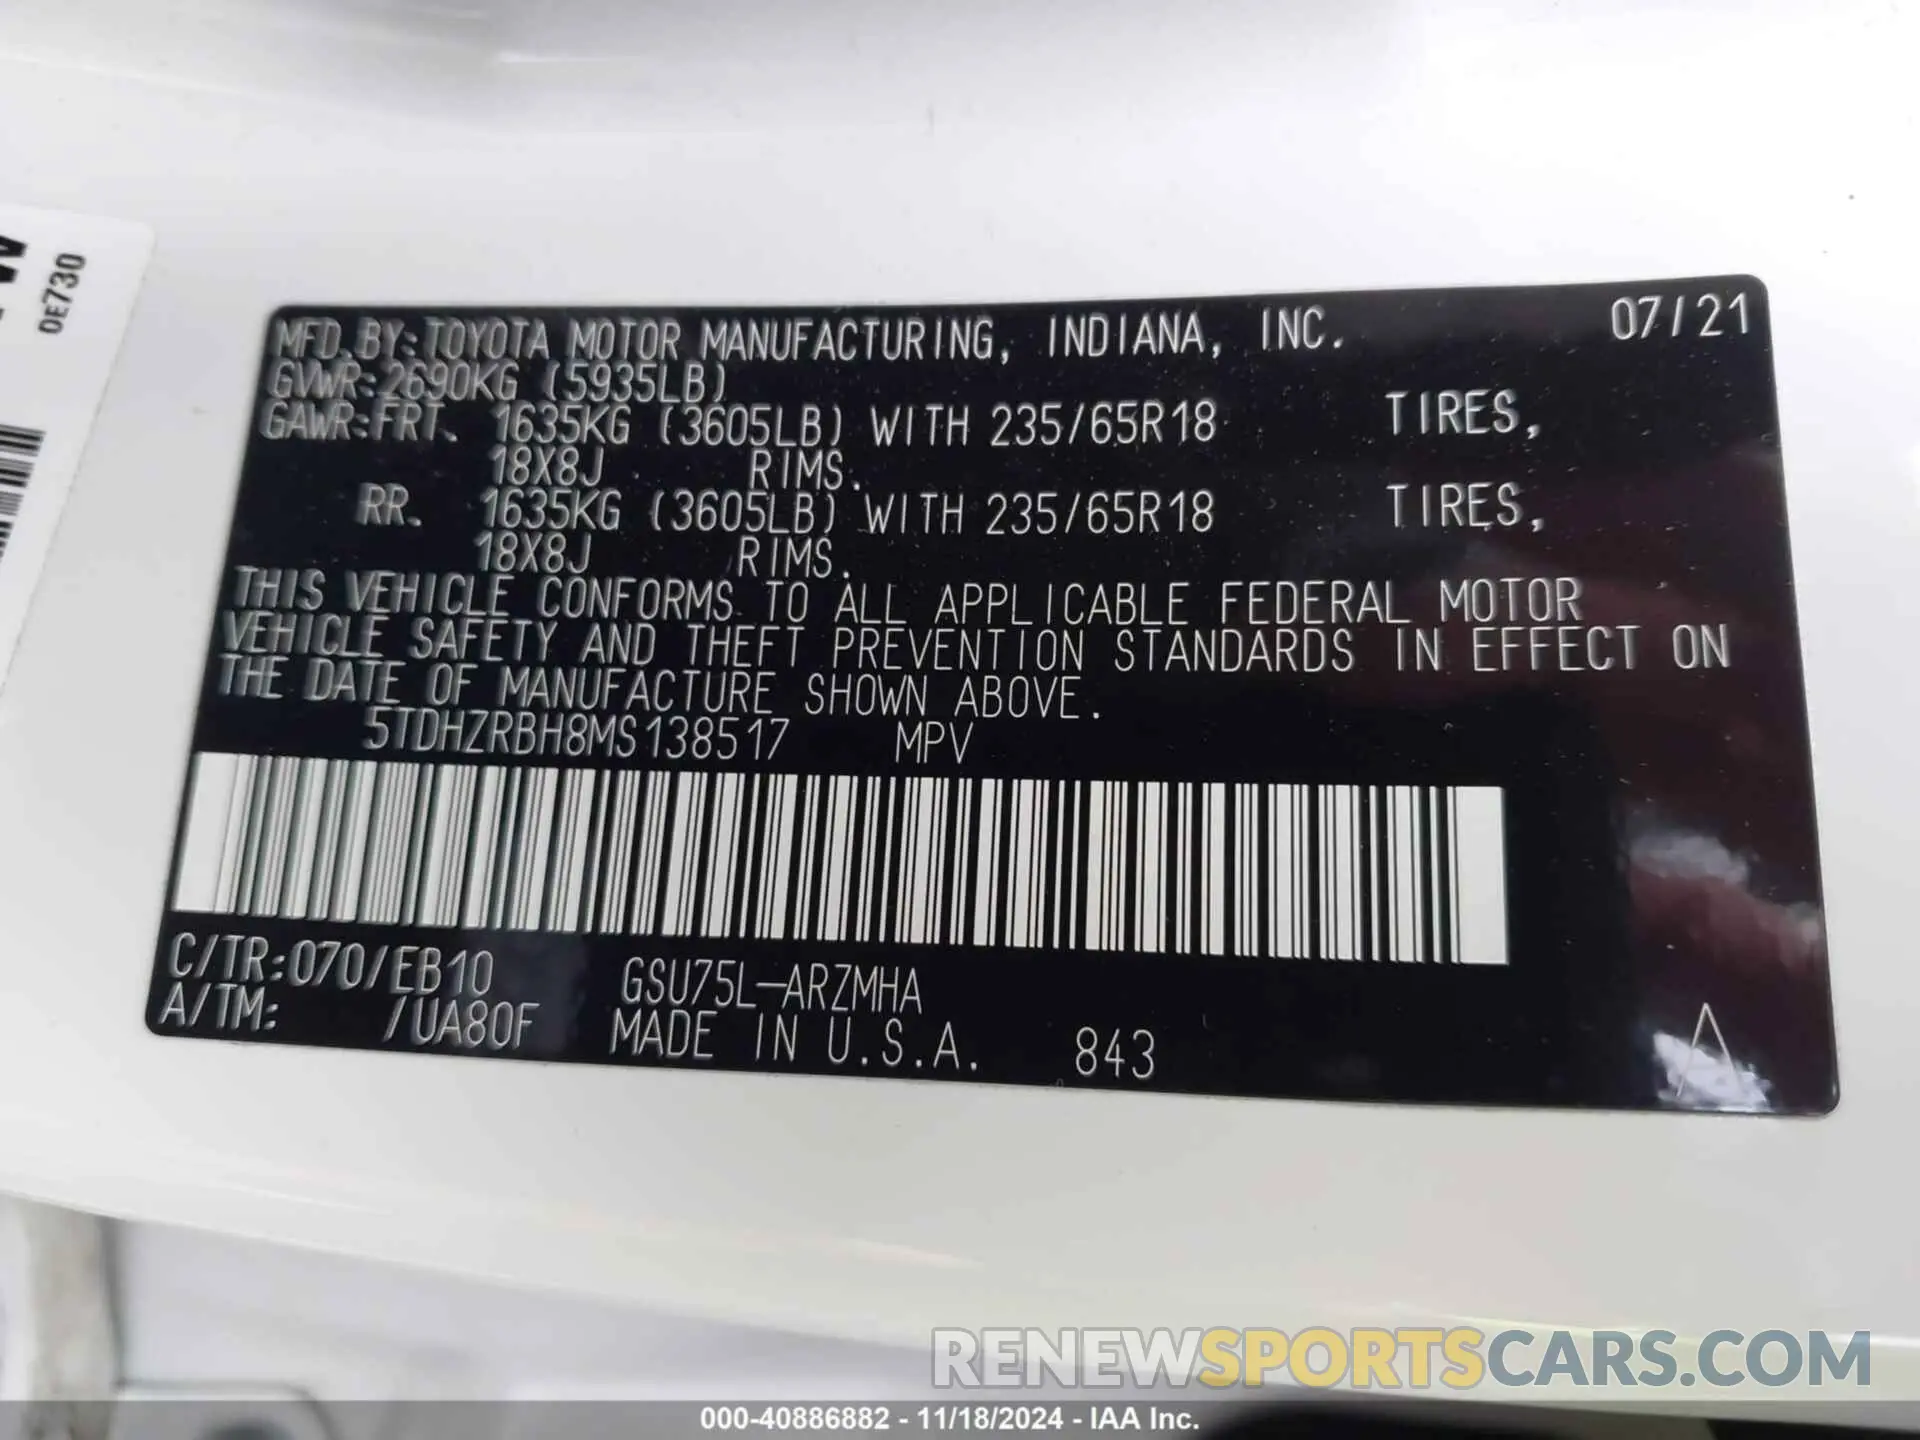 0E730
MFD.BY:TOYOTA MOTOR MANUFACTURING, INDIANA, INC. 07/21
GVWR:2690KG (5935LB)
GAWR:FRT. 1635KG (3605LB) WITH 235/65R18 TIRES,
18X8J RIMS.
RR. 1635KG (3605LB) WITH 235/65R18 TIRES,
18X8J RIMS.
THIS VEHICLE CONFORMS TO ALL APPLICABLE FEDERAL MOTOR
VEHICLE SAFETY AND THEFT PREVENTION STANDARDS IN EFFECT ON
THE DATE OF MANUFACTURE SHOWN ABOVE.
5TDHZRBH8MS138517 MPV
C/TR:070/EB10 GSU75L-ARZMHA
A/TM: /UA80F MADE IN U.S.A. 843 A
RENEWSPORTSCARS.COM
000-40886882 - 11/18/2024 - IAA Inc.